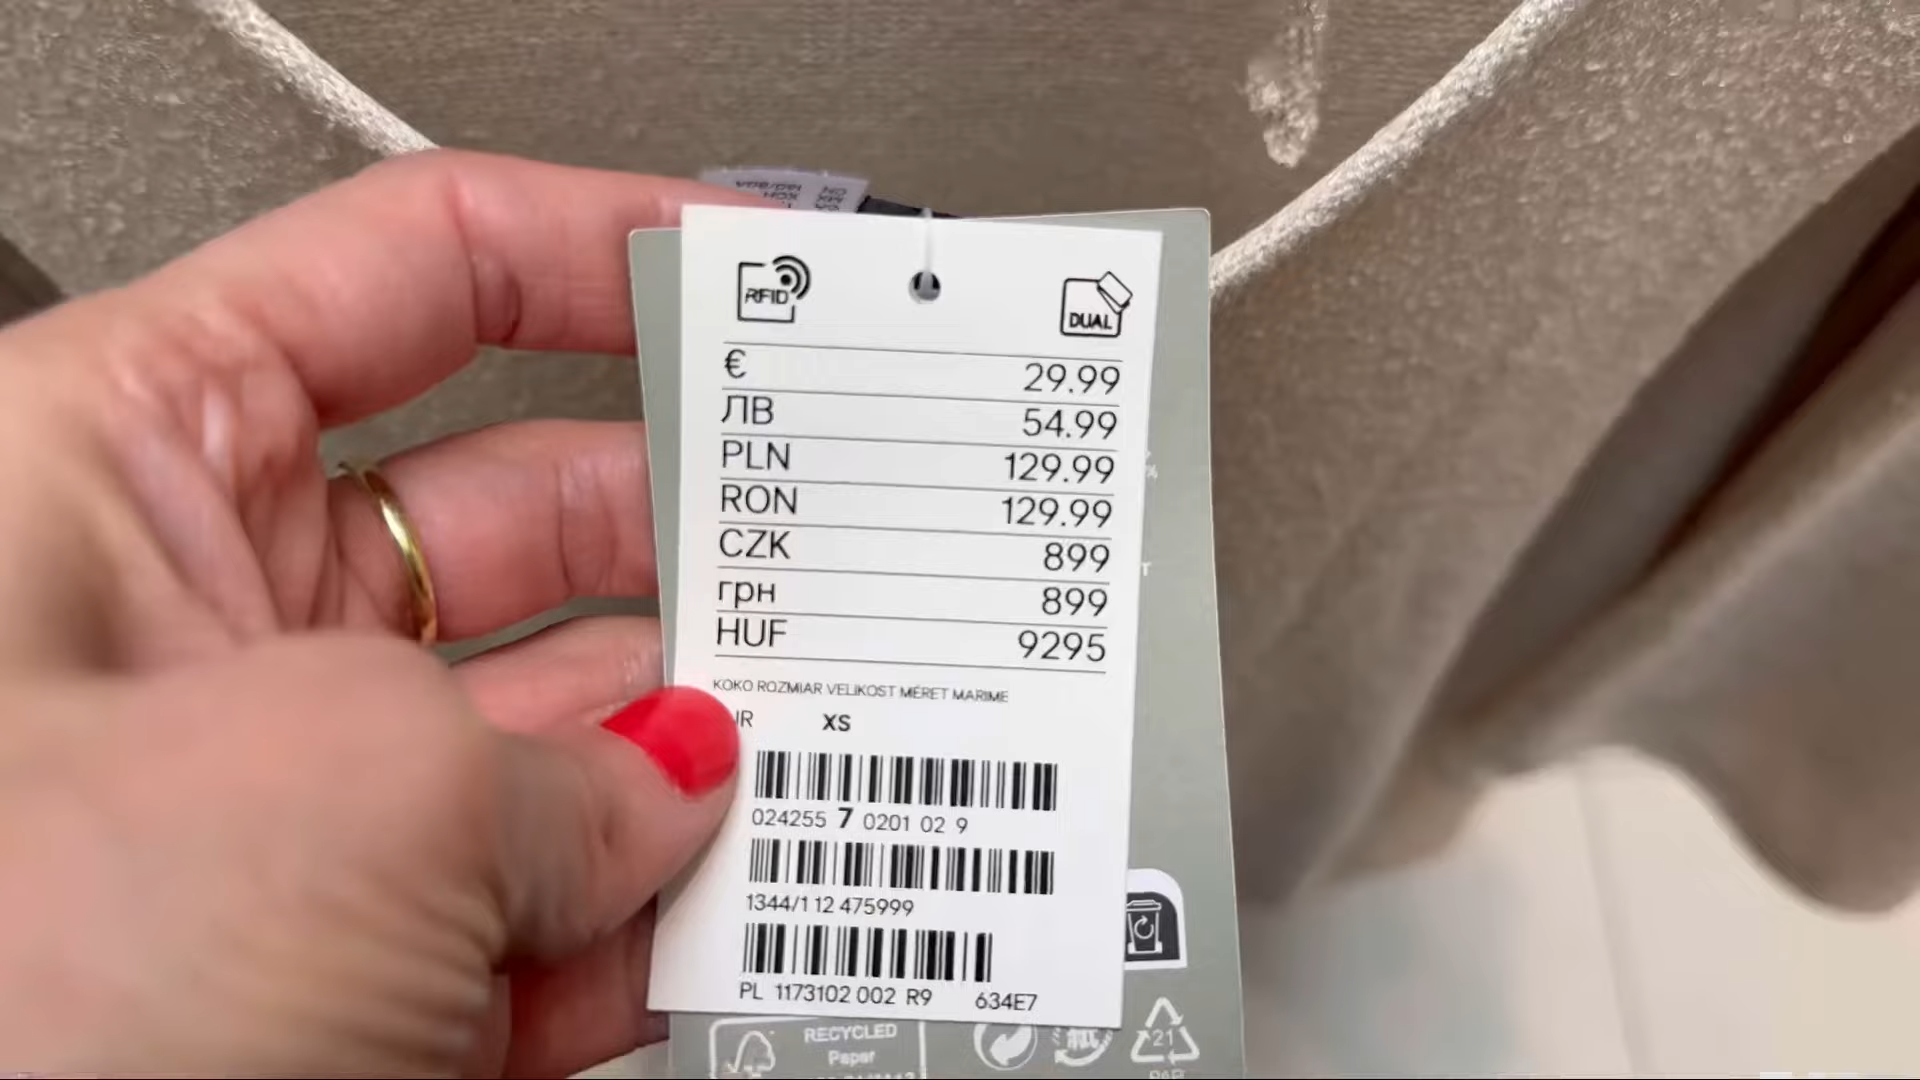 RFID
DUAL
€ 29.99
ЛВ 54.99
PLN 129.99
RON 129.99
CZK 899
грн 899
HUF 9295
KOKO ROZMIAR VELIKOST MÉRET MARIME
XS
024255 7 0201 02 9
1344/1 12 475999
PL 1173102 002 R9 634E7
RECYCLED
Paper
21
PAP